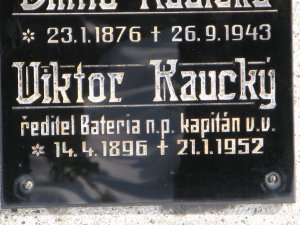 * 23.1.1876 + 26.9.1943
Viktor Kaucký
ředitel Bateria n.p. kapitán v.v.
* 14.4.1896 + 21.1.1952